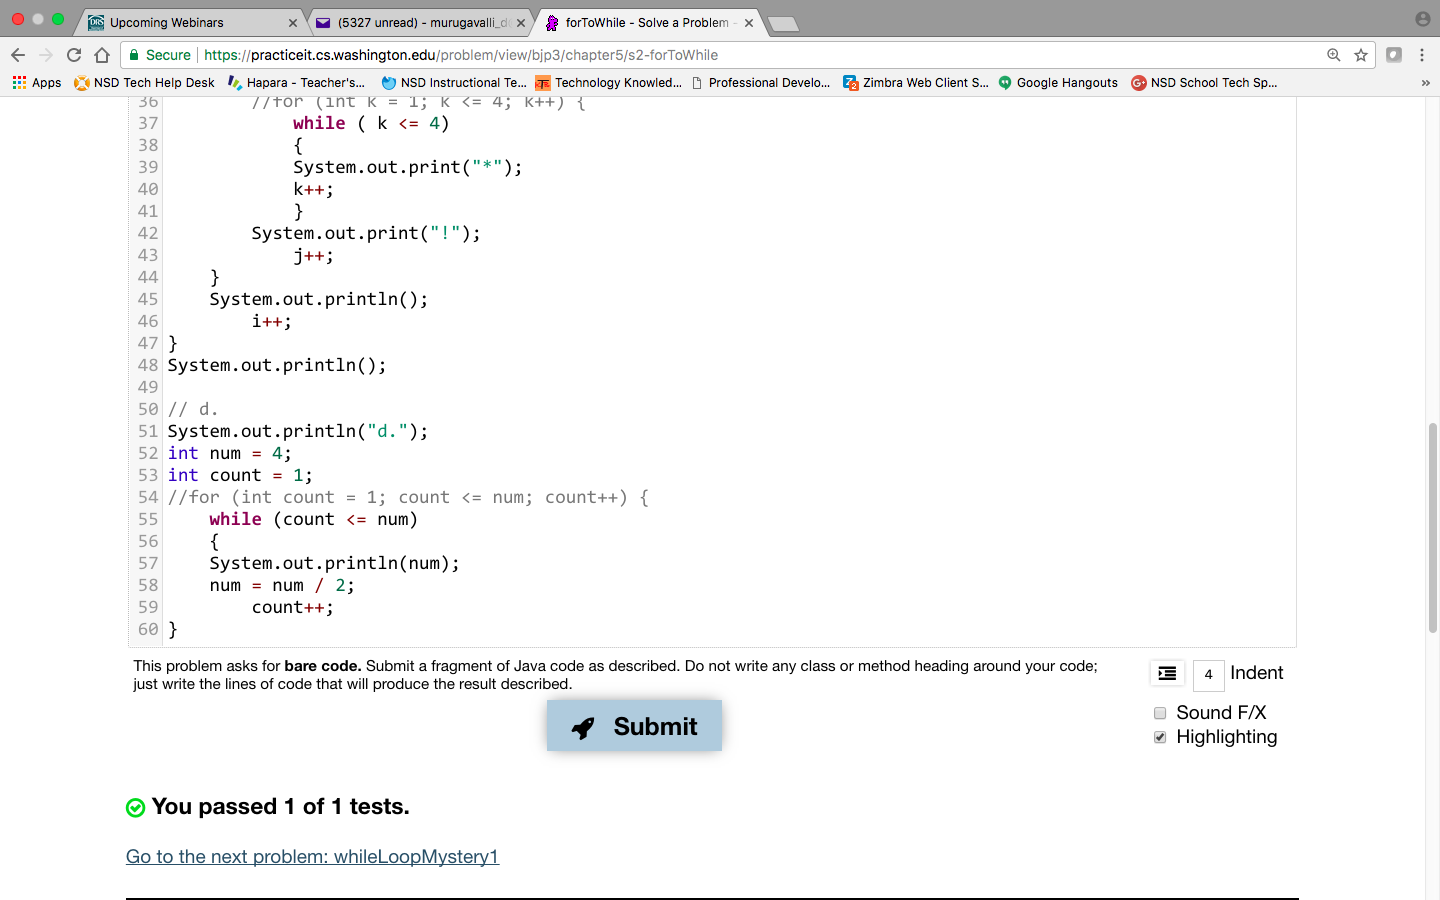 Upcoming Webinars
(5327 unread) - murugavalli_d
forToWhile - Solve a Problem -
Secure https://practiceit.cs.washington.edu/problem/view/bjp3/chapter5/s2-forToWhile
Apps NSD Tech Help Desk Hapara - Teacher's... NSD Instructional Te... Technology Knowled... Professional Develo... Zimbra Web Client S... Google Hangouts NSD School Tech Sp... »
36 //for (int k = 1; k <= 4; k++) {
37 while ( k <= 4)
38 {
39 System.out.print("*");
40 k++;
41 }
42 System.out.print("!");
43 j++;
44 }
45 System.out.println();
46 i++;
47 }
48 System.out.println();
49
50 // d.
51 System.out.println("d.");
52 int num = 4;
53 int count = 1;
54 //for (int count = 1; count <= num; count++) {
55 while (count <= num)
56 {
57 System.out.println(num);
58 num = num / 2;
59 count++;
60 }
This problem asks for bare code. Submit a fragment of Java code as described. Do not write any class or method heading around your code;
just write the lines of code that will produce the result described.
4 Indent
Sound F/X
Highlighting
Submit
You passed 1 of 1 tests.
Go to the next problem: whileLoopMystery1